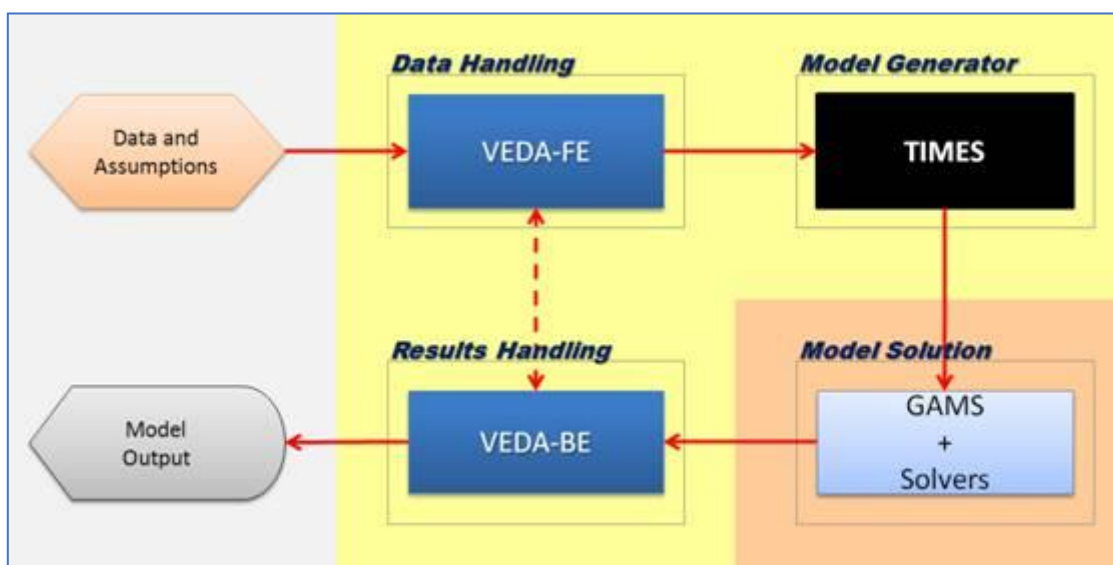 Data Handling
Model Generator
Data and
Assumptions
VEDA-FE
TIMES
Results Handling
Model Solution
Model
Output
VEDA-BE
GAMS
+
Solvers